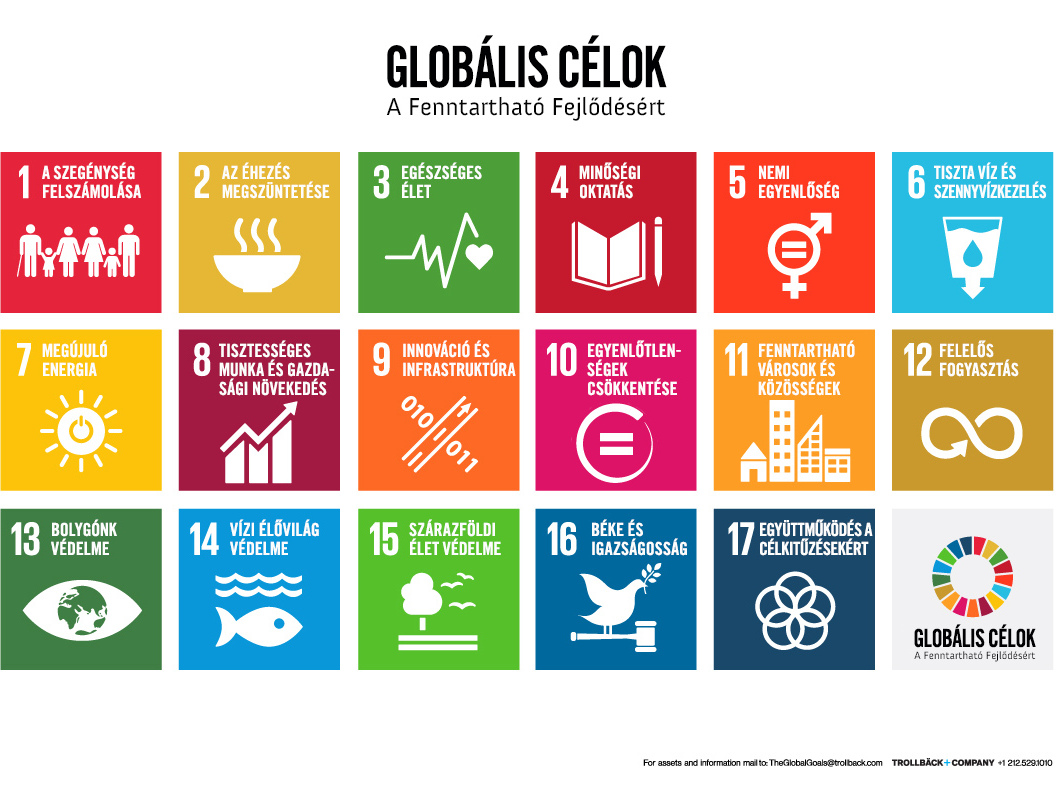 GLOBÁLIS CÉLOK
A Fenntartható Fejlődésért
1 A SZEGÉNYSÉG
FELSZÁMOLÁSA
2 AZ ÉHEZÉS
MEGSZÜNTETÉSE
3 EGÉSZSÉGES
ÉLET
4 MINŐSÉGI
OKTATÁS
5 NEMI
EGYENLŐSÉG
6 TISZTA VÍZ ÉS
SZENNYVÍZKEZELÉS
7 MEGÚJULÓ
ENERGIA
8 TISZTESSÉGES
MUNKA ÉS GAZDA-
SÁGI NÖVEKEDÉS
9 INNOVÁCIÓ ÉS
INFRASTRUKTÚRA
010
011
10 EGYENLŐTLEN-
SÉGEK
CSÖKKENTÉSE
11 FENNTARTHATÓ
VÁROSOK ÉS
KÖZÖSSÉGEK
12 FELELŐS
FOGYASZTÁS
13 BOLYGÓNK
VÉDELME
14 VÍZI ÉLŐVILÁG
VÉDELME
15 SZÁRAZFÖLDI
ÉLET VÉDELME
16 BÉKE ÉS
IGAZSÁGOSSÁG
17 EGYÜTTMŰKÖDÉS A
CÉLKITŰZÉSEKÉRT
GLOBÁLIS CÉLOK
A Fenntartható Fejlődésért
For assets and information mail to: TheGlobalGoals@trollback.com TROLLBÄCK+COMPANY +1 212.529.1010